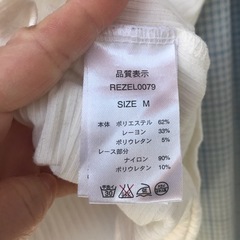 品質表示
REZEL0079
SIZE M
本体 ポリエステル 62%
レーヨン 33%
ポリウレタン 5%
レース部分
ナイロン 90%
ポリウレタン 10%